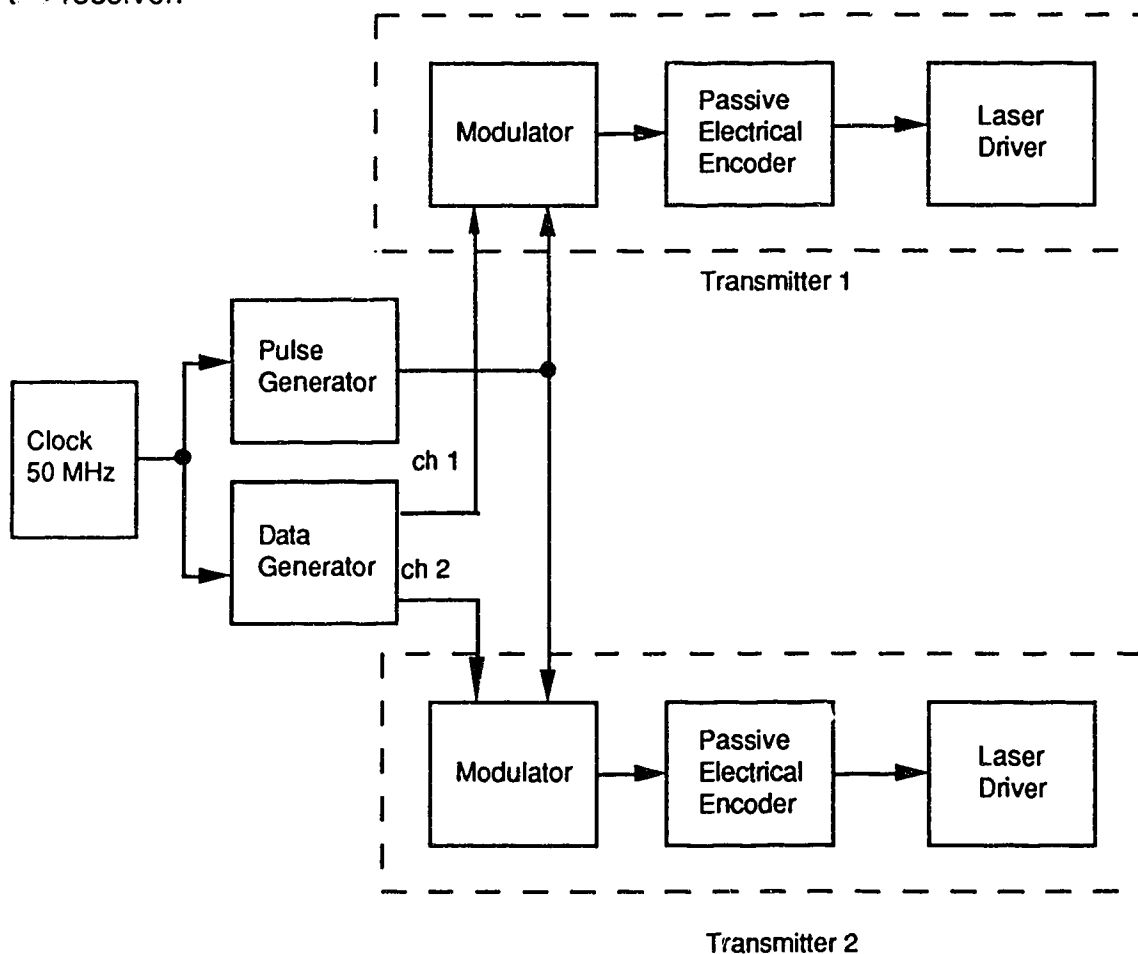 receiver.
Modulator
Passive
Electrical
Encoder
Laser
Driver
Transmitter 1
Pulse
Generator
Clock
50 MHz
ch 1
Data
Generator
ch 2
Modulator
Passive
Electrical
Encoder
Laser
Driver
Transmitter 2